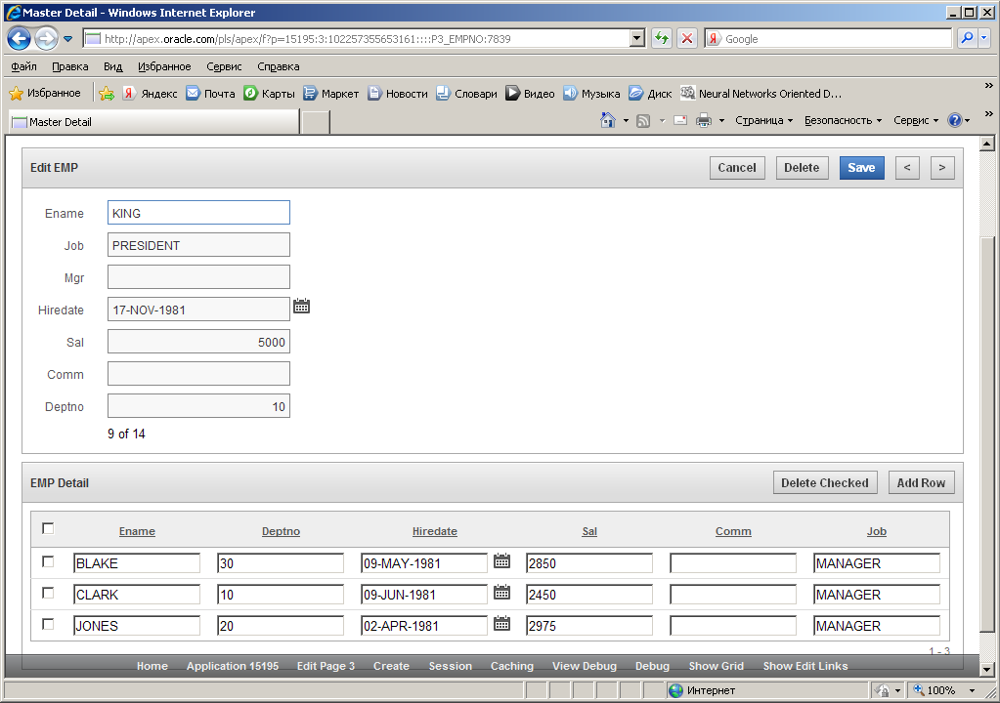 Master Detail - Windows Internet Explorer
http://apex.oracle.com/pls/apex/f?p=15195:3:102257355653161::::P3_EMPNO:7839
Google
Файл Правка Вид Избранное Сервис Справка
Избранное Яндекс Почта Карты Маркет Новости Словари Видео Музыка Диск Neural Networks Oriented D... »
Master Detail Страница Безопасность Сервис »
Edit EMP Cancel Delete Save < >
Ename KING
Job PRESIDENT
Mgr
Hiredate 17-NOV-1981
Sal 5000
Comm
Deptno 10
9 of 14
EMP Detail Delete Checked Add Row
Ename Deptno Hiredate Sal Comm Job
BLAKE 30 09-MAY-1981 2850 MANAGER
CLARK 10 09-JUN-1981 2450 MANAGER
JONES 20 02-APR-1981 2975 MANAGER
1 - 3
Home Application 15195 Edit Page 3 Create Session Caching View Debug Debug Show Grid Show Edit Links
Интернет 100%